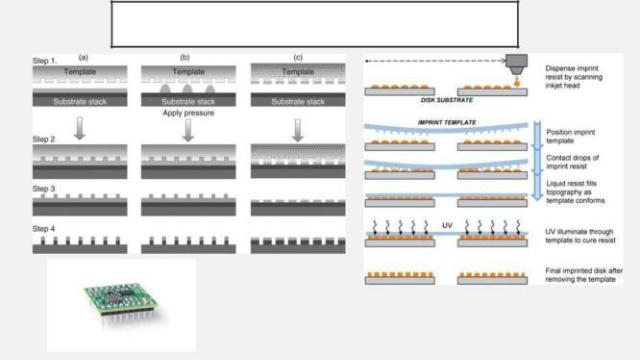 (a) (b) (c)
Step 1.
Template Template Template
Substrate stack Substrate stack Substrate stack
Apply pressure
Step 2
Step 3
Step 4
Dispense imprint
resist by scanning
inkjet head
DISK SUBSTRATE
IMPRINT TEMPLATE
Position imprint
template
Contact drops of
imprint resist
Liquid resist fills
topography as
template conforms
UV
UV illuminate through
template to cure resist
Final imprinted disk after
removing the template